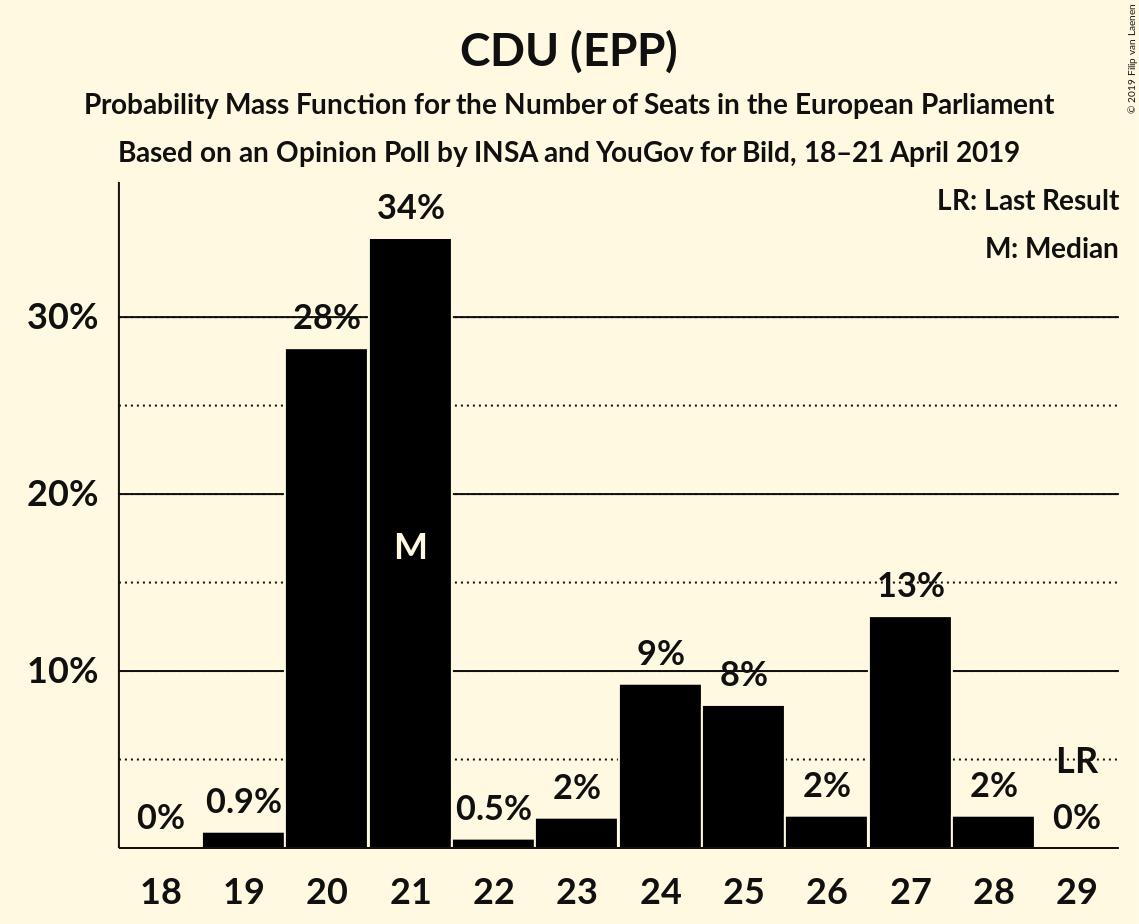 CDU (EPP)
Probability Mass Function for the Number of Seats in the European Parliament
Based on an Opinion Poll by INSA and YouGov for Bild, 18–21 April 2019
© 2019 Filip van Laenen
LR: Last Result
M: Median
30%
20%
10%
0%
0.9%
28%
34%
M
0.5%
2%
9%
8%
2%
13%
2%
LR
0%
18 19 20 21 22 23 24 25 26 27 28 29